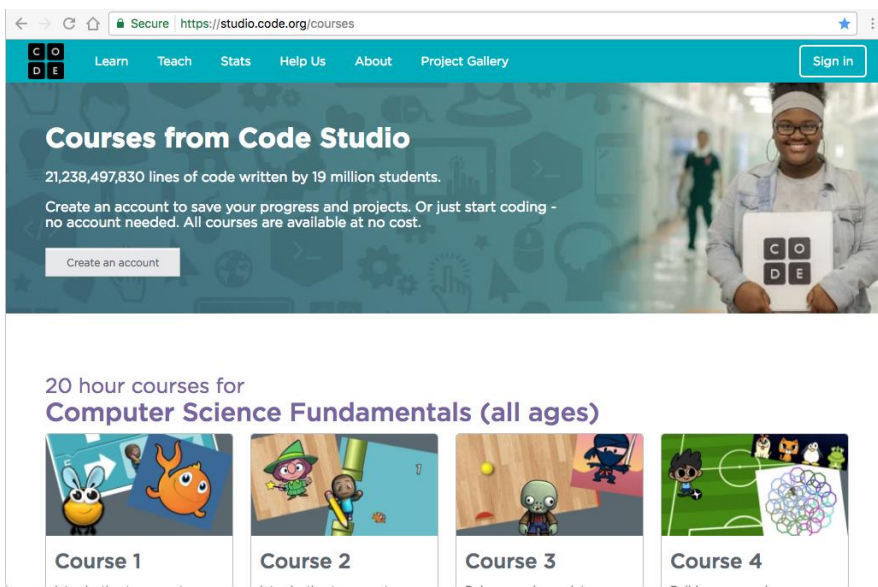 Secure https://studio.code.org/courses
CODE Learn Teach Stats Help Us About Project Gallery Sign in
Courses from Code Studio
21,238,497,830 lines of code written by 19 million students.
Create an account to save your progress and projects. Or just start coding -
no account needed. All courses are available at no cost.
Create an account
C O
D E
20 hour courses for
Computer Science Fundamentals (all ages)
1
Course 1 Course 2 Course 3 Course 4